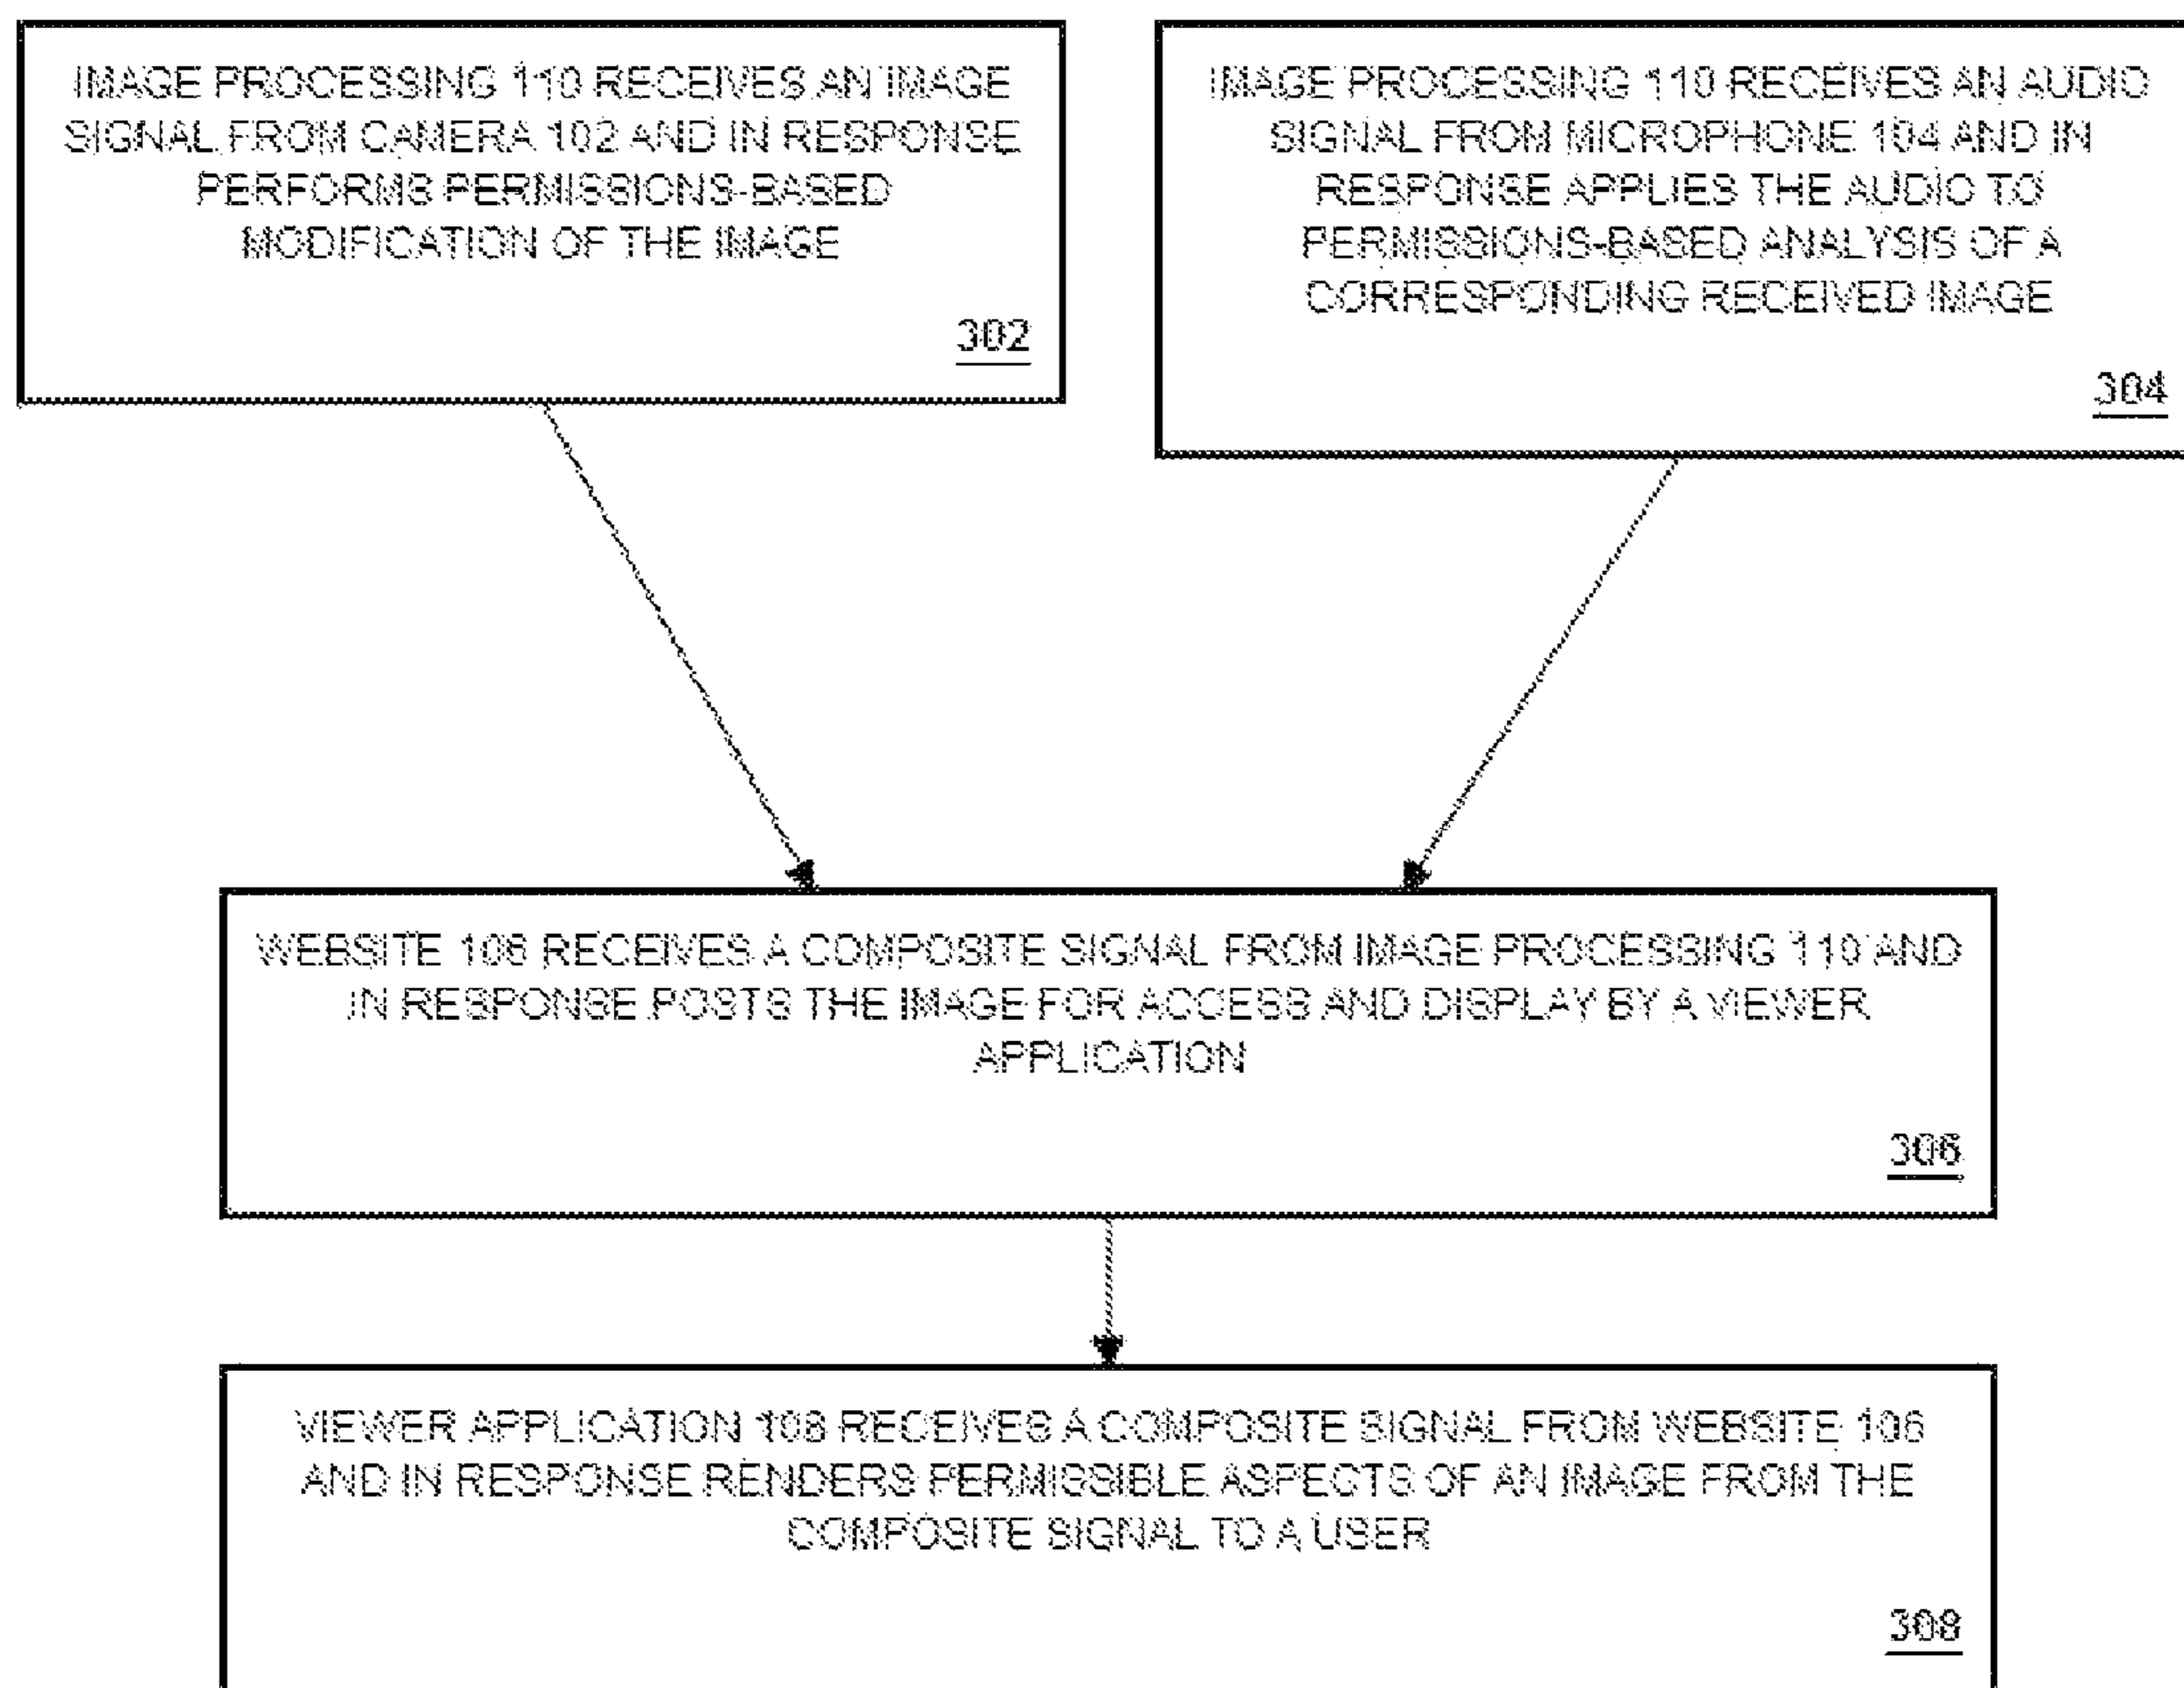 IMAGE PROCESSING 110 RECEIVES AN IMAGE
SIGNAL FROM CAMERA 102 AND IN RESPONSE
PERFORMS PERMISSIONS-BASED
MODIFICATION OF THE IMAGE
302
IMAGE PROCESSING 110 RECEIVES AN AUDIO
SIGNAL FROM MICROPHONE 104 AND IN
RESPONSE APPLIES THE AUDIO TO
PERMISSIONS-BASED ANALYSIS OF A
CORRESPONDING RECEIVED IMAGE
304
WEBSITE 106 RECEIVES A COMPOSITE SIGNAL FROM IMAGE PROCESSING 110 AND
IN RESPONSE POSTS THE IMAGE FOR ACCESS AND DISPLAY BY A VIEWER
APPLICATION
306
VIEWER APPLICATION 108 RECEIVES A COMPOSITE SIGNAL FROM WEBSITE 106
AND IN RESPONSE RENDERS PERMISSIBLE ASPECTS OF AN IMAGE FROM THE
COMPOSITE SIGNAL TO A USER
308